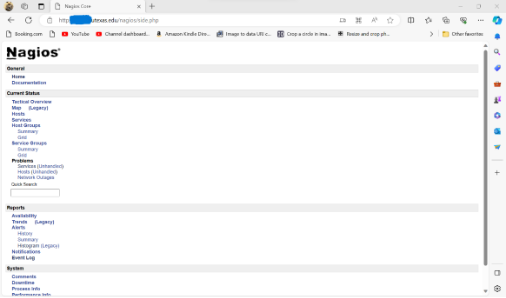 Nagios Core
utexas.edu/nagios/side.php
Booking.com
YouTube
Channel dashboard...
Amazon Kindle Dire...
Image to data URI c...
Crop a circle in ima...
Resize and crop ph...
Other favorites
Nagios®
General
Home
Documentation
Current Status
Tactical Overview
Map (Legacy)
Hosts
Services
Host Groups
Summary
Grid
Service Groups
Summary
Grid
Problems
Services (Unhandled)
Hosts (Unhandled)
Network Outages
Quick Search
Reports
Availability
Trends (Legacy)
Alerts
History
Summary
Histogram (Legacy)
Notifications
Event Log
System
Comments
Downtime
Process Info
Performance Info